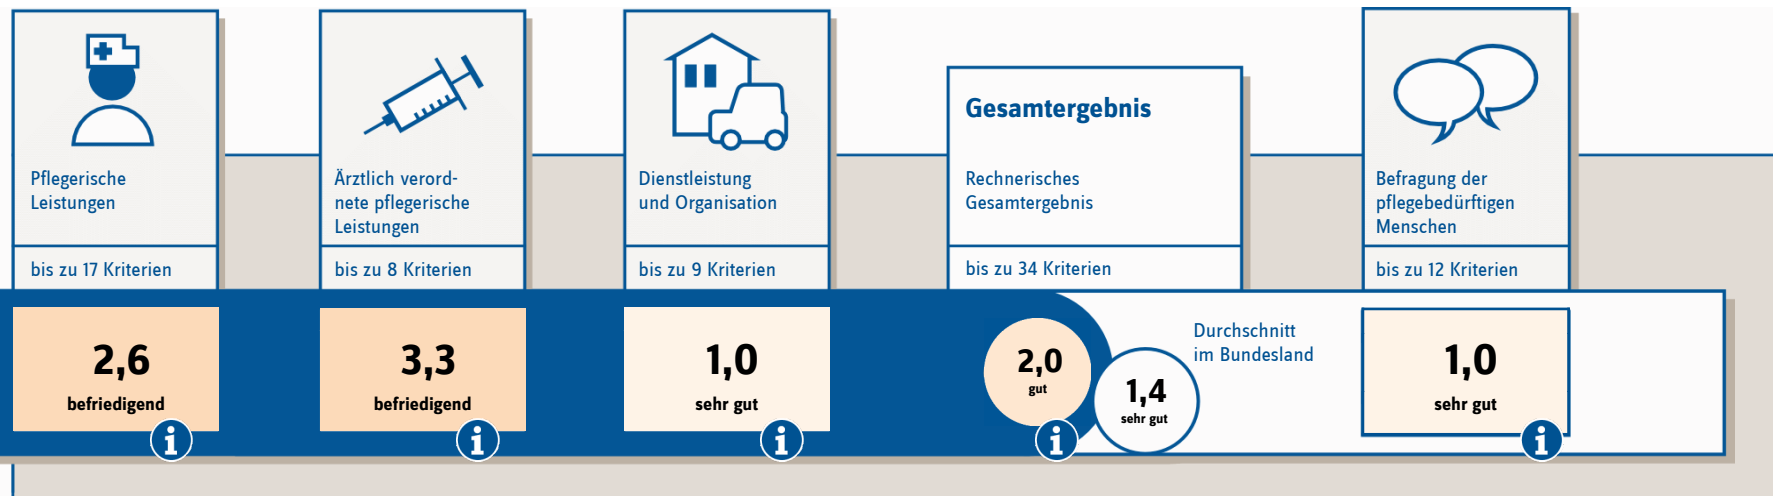 Pflegerische
Leistungen
bis zu 17 Kriterien
2,6
befriedigend
i
Ärztlich verord-
nete pflegerische
Leistungen
bis zu 8 Kriterien
3,3
befriedigend
i
Dienstleistung
und Organisation
bis zu 9 Kriterien
1,0
sehr gut
i
Gesamtergebnis
Rechnerisches
Gesamtergebnis
bis zu 34 Kriterien
2,0
gut
i
Durchschnitt
im Bundesland
1,4
sehr gut
Befragung der
pflegebedürftigen
Menschen
bis zu 12 Kriterien
1,0
sehr gut
i